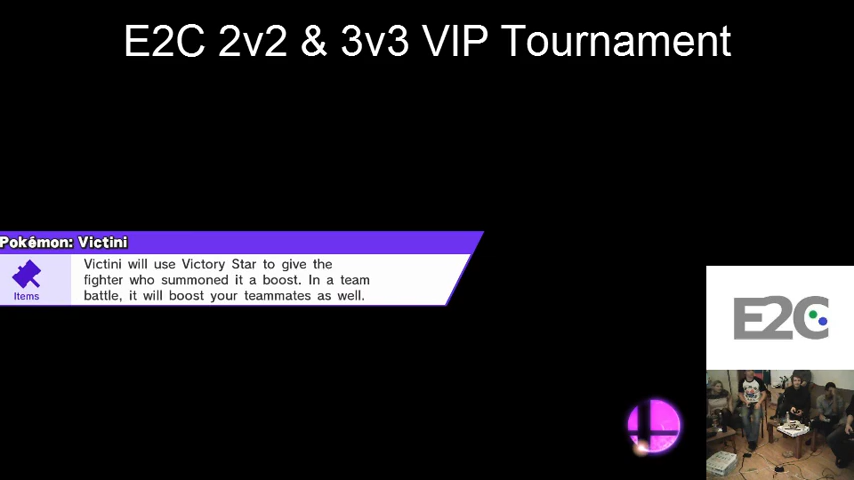 E2C 2v2 & 3v3 VIP Tournament
Pokémon: Victini
Victini will use Victory Star to give the
fighter who summoned it a boost. In a team
battle, it will boost your teammates as well.
Items
E2C